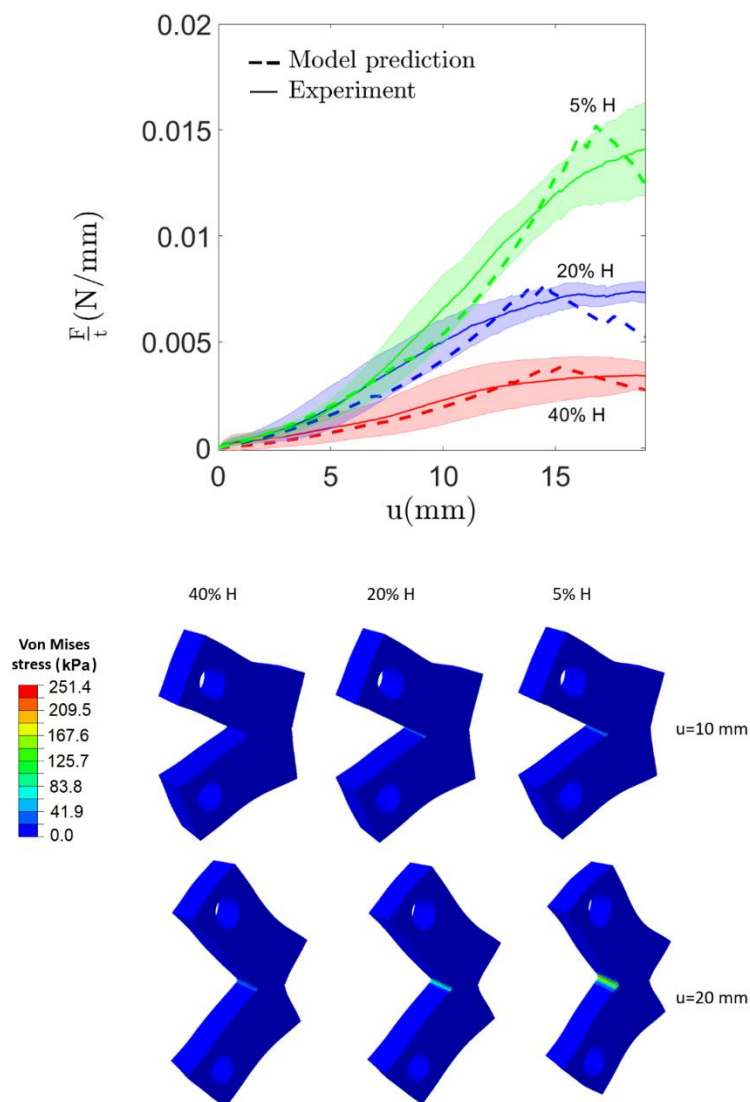 0.02
Model prediction
Experiment
5% H
0.015
F/t (N/mm)
0.01
20% H
0.005
40% H
0
0 5 10 15
u(mm)
40% H 20% H 5% H
Von Mises
stress (kPa)
251.4
209.5
167.6
125.7
83.8
41.9
0.0
u=10 mm
u=20 mm